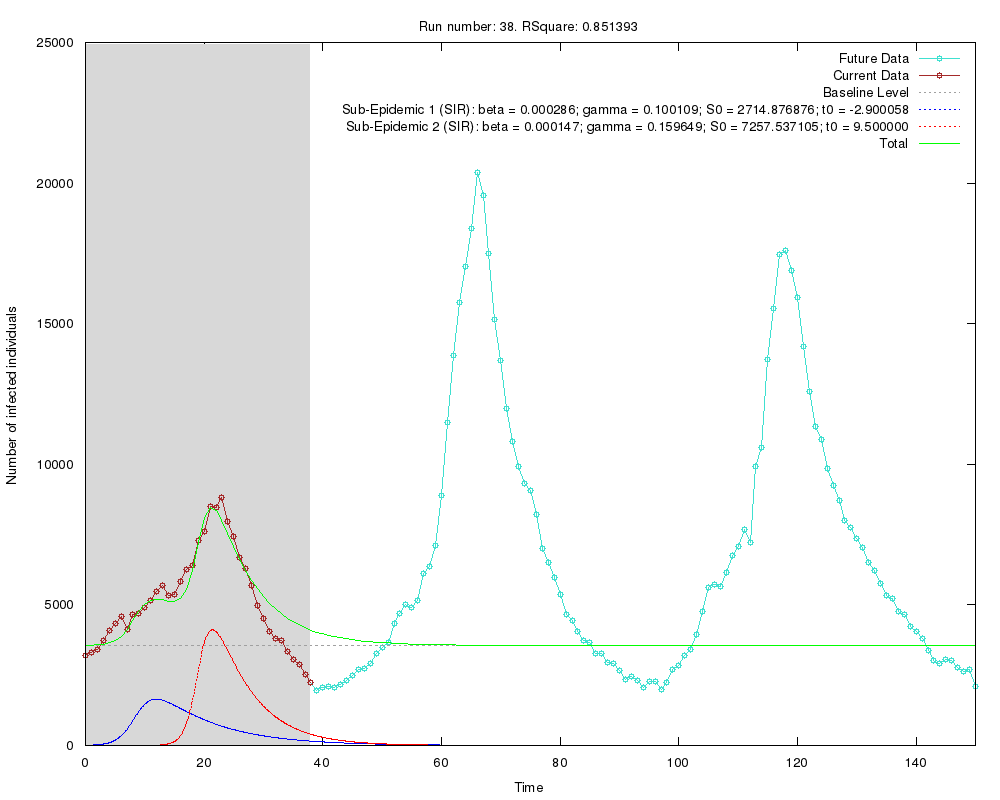 Run number: 38. RSquare: 0.851393
25000
20000
15000
10000
5000
0
Number of infected individuals
Future Data
Current Data
Baseline Level
Sub-Epidemic 1 (SIR): beta = 0.000286; gamma = 0.100109; S0 = 2714.876876; t0 = -2.900058
Sub-Epidemic 2 (SIR): beta = 0.000147; gamma = 0.159649; S0 = 7257.537105; t0 = 9.500000
Total
0 20 40 60 80 100 120 140
Time